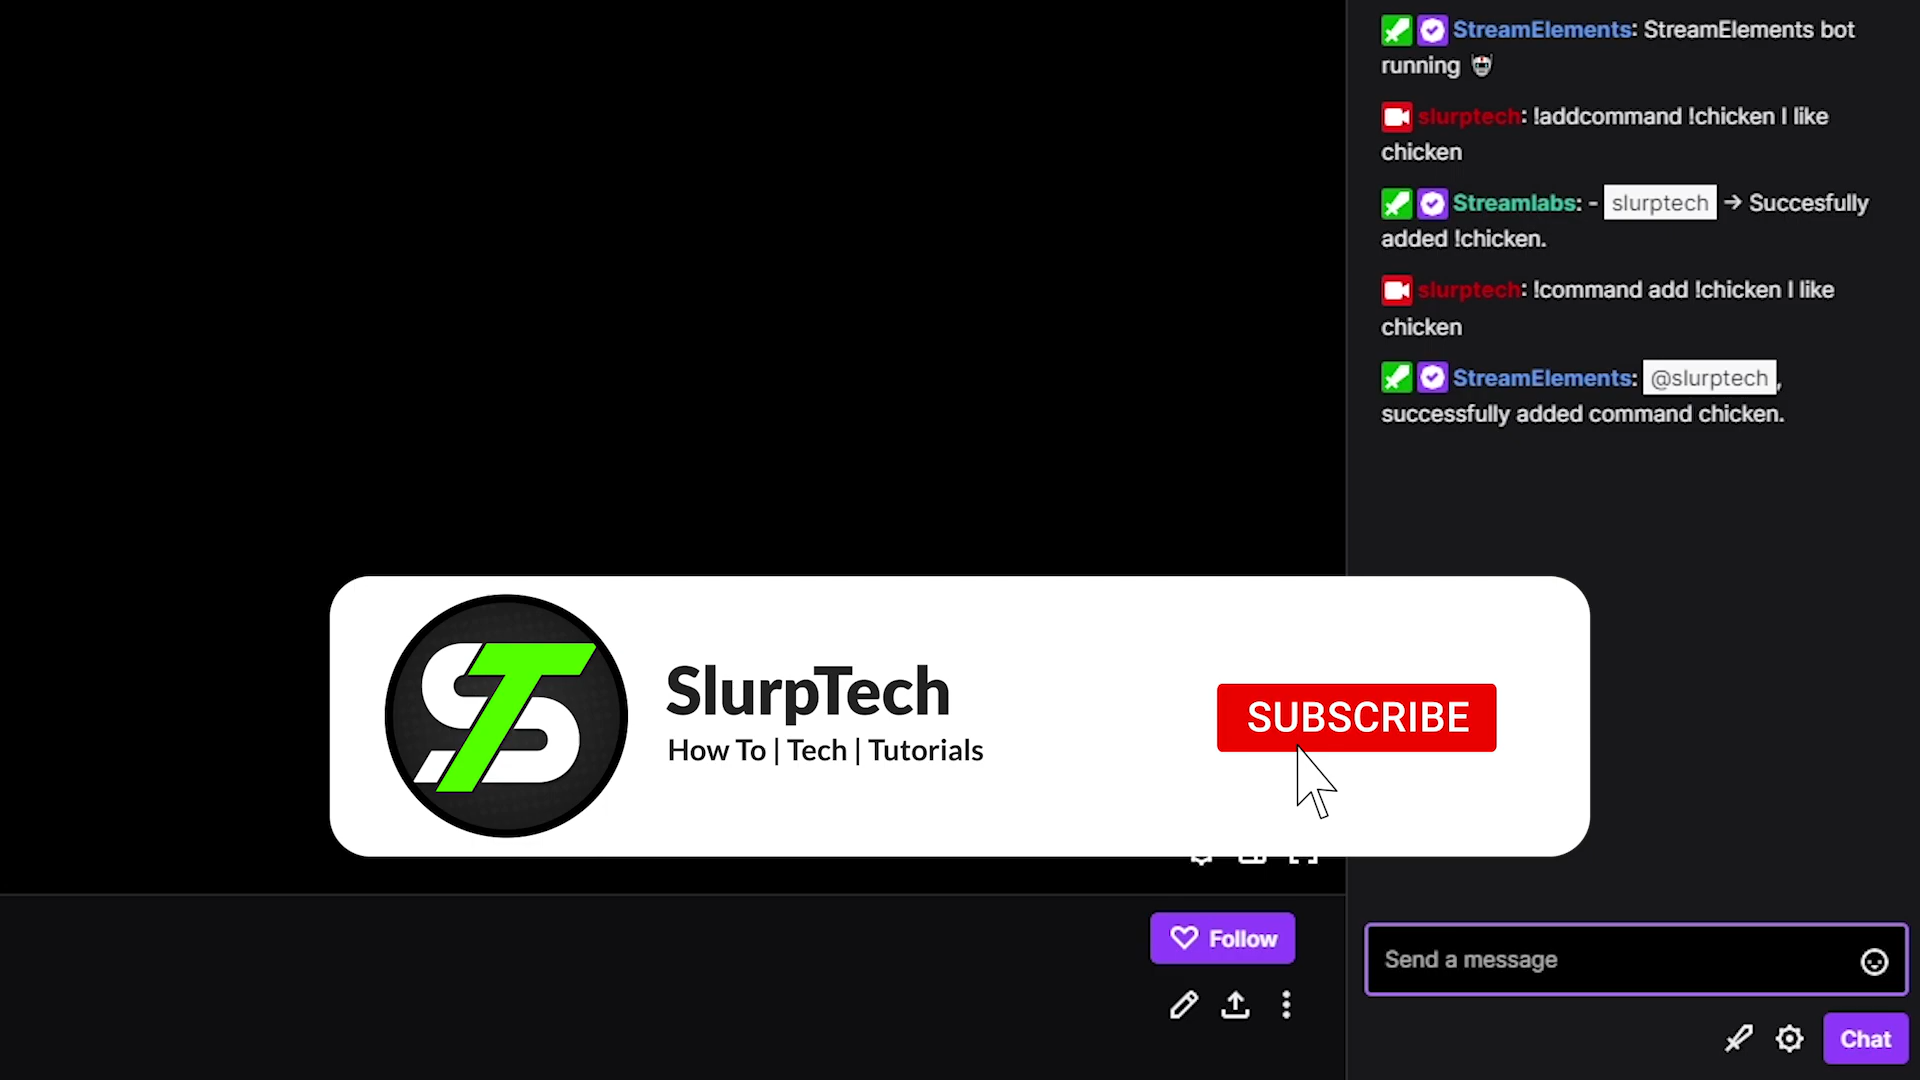 StreamElements: StreamElements bot
running
slurptech: !addcommand !chicken I like
chicken
Streamlabs: - slurptech → Succesfully
added !chicken.
slurptech: !command add !chicken I like
chicken
StreamElements: @slurptech,
successfully added command chicken.
ST
SlurpTech
How To | Tech | Tutorials
SUBSCRIBE
Follow
Send a message
Chat